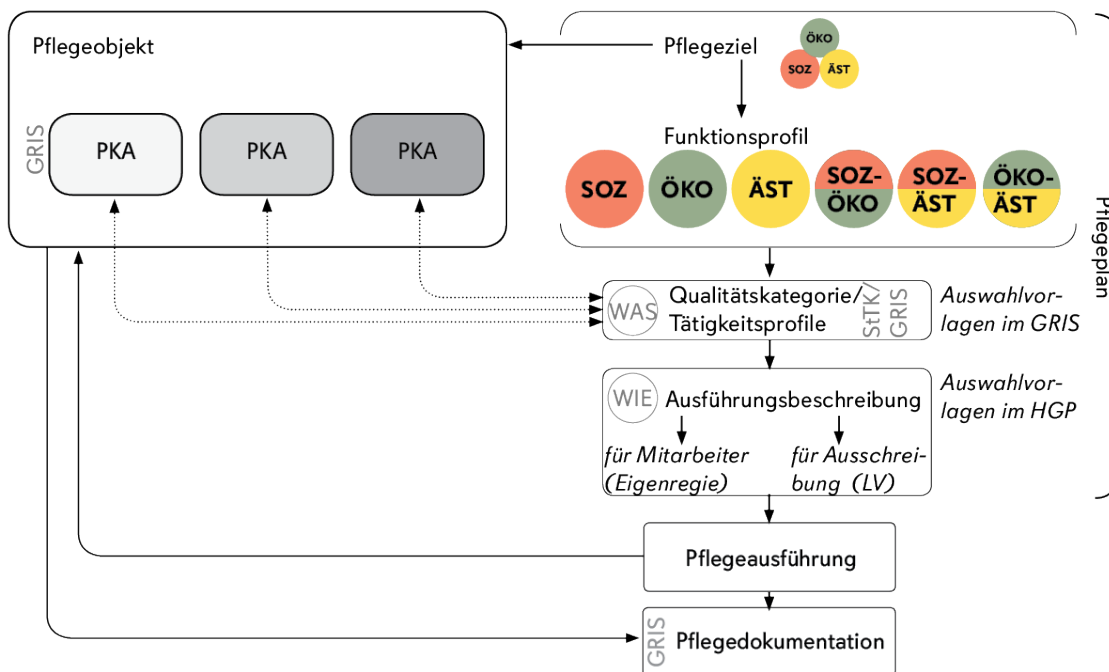 Pflegeobjekt
GRIS
PKA
PKA
PKA
Pflegeziel
ÖKO
SOZ
ÄST
Funktionsprofil
SOZ
ÖKO
ÄST
SOZ-
ÖKO
SOZ-
ÄST
ÖKO-
ÄST
Pflegeplan
WAS
Qualitätskategorie/
Tätigkeitsprofile
StTK/
GRIS
Auswahlvor-
lagen im GRIS
WIE
Ausführungsbeschreibung
für Mitarbeiter
(Eigenregie)
für Ausschrei-
bung (LV)
Auswahlvor-
lagen im HGP
Pflegeausführung
GRIS
Pflegedokumentation